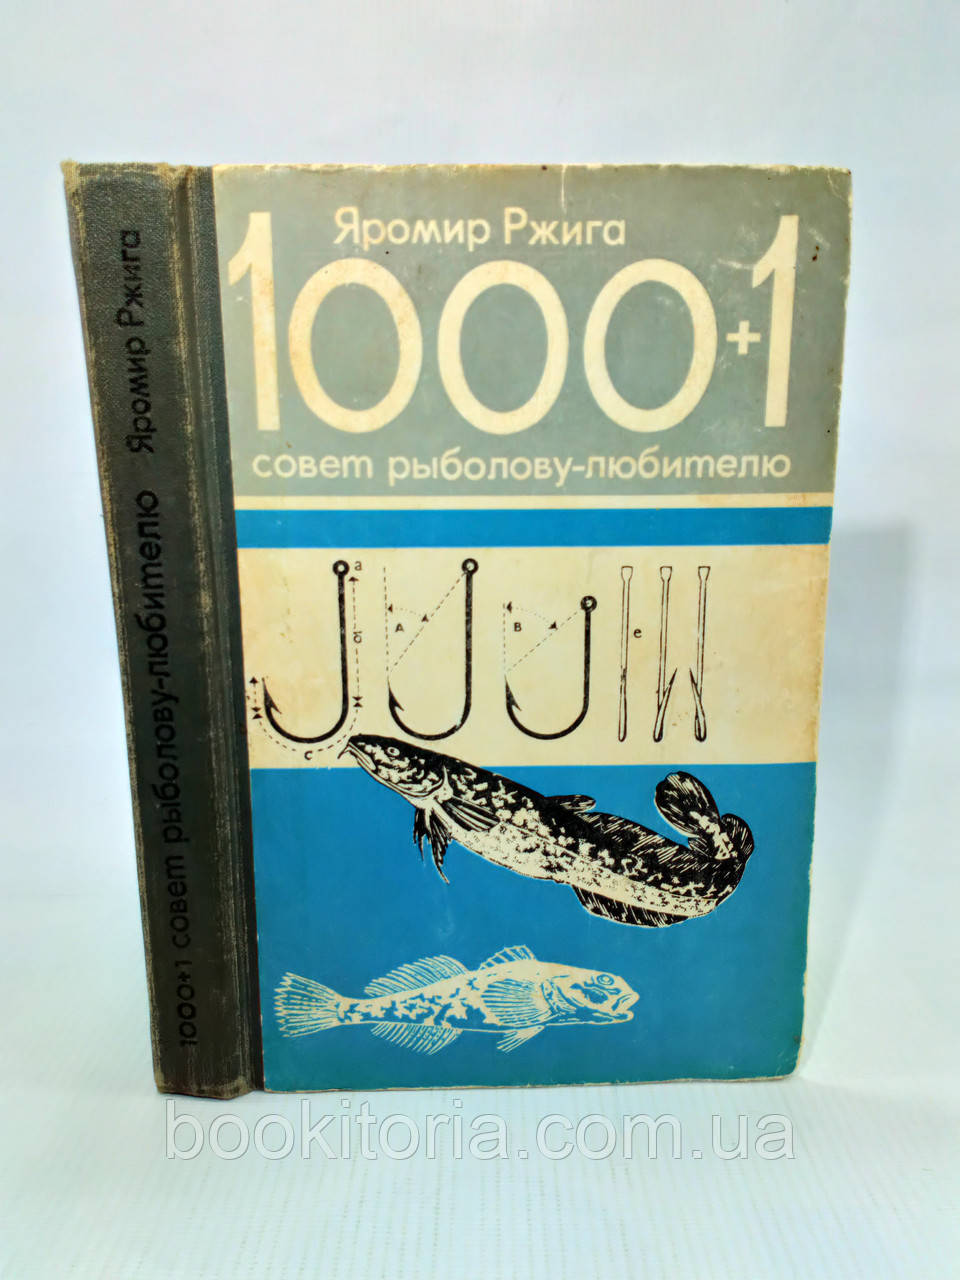 1000+1 совет рыболову-любителю Яромир Ржига
Яромир Ржига
1000+1
совет рыболову-любителю
a
б
A
B
e
c
bookitoria.com.ua